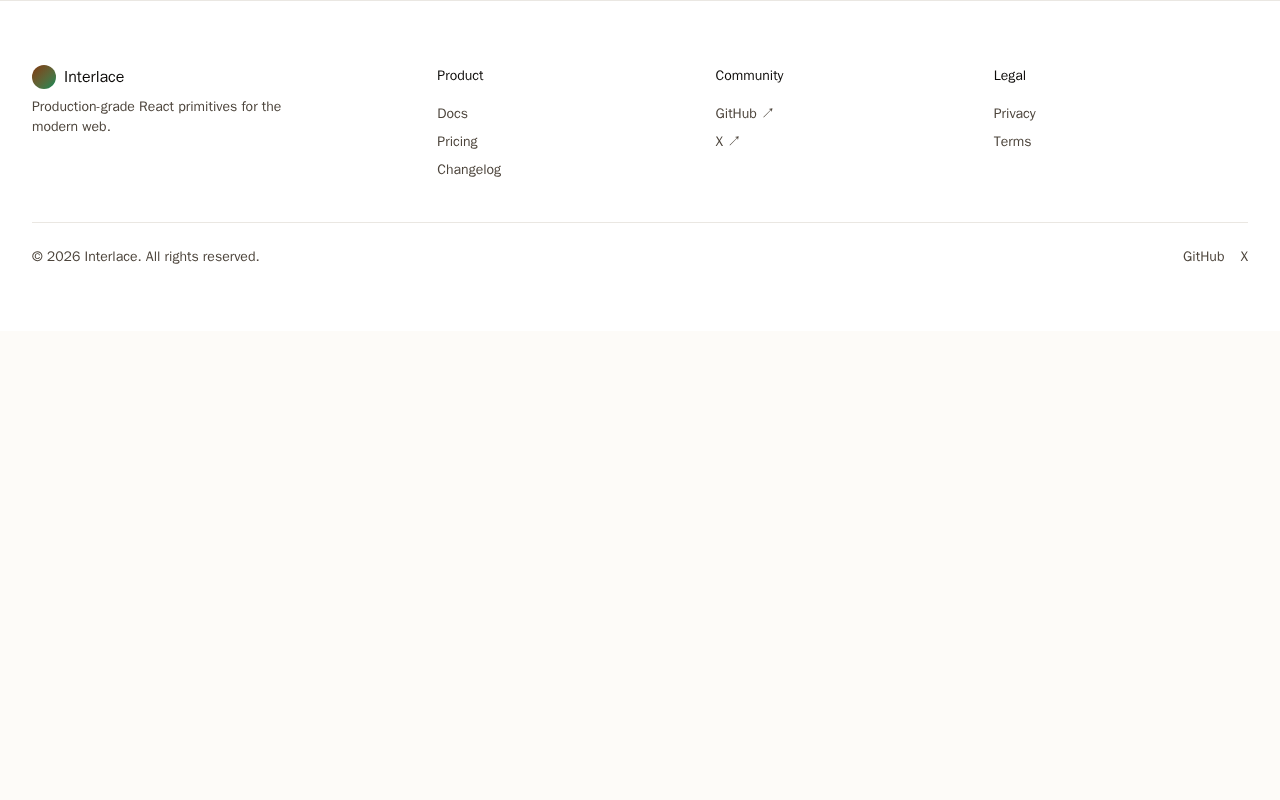 Interlace
Production-grade React primitives for the
modern web.
Product
Docs
Pricing
Changelog
Community
GitHub ↗
X ↗
Legal
Privacy
Terms
© 2026 Interlace. All rights reserved.
GitHub X